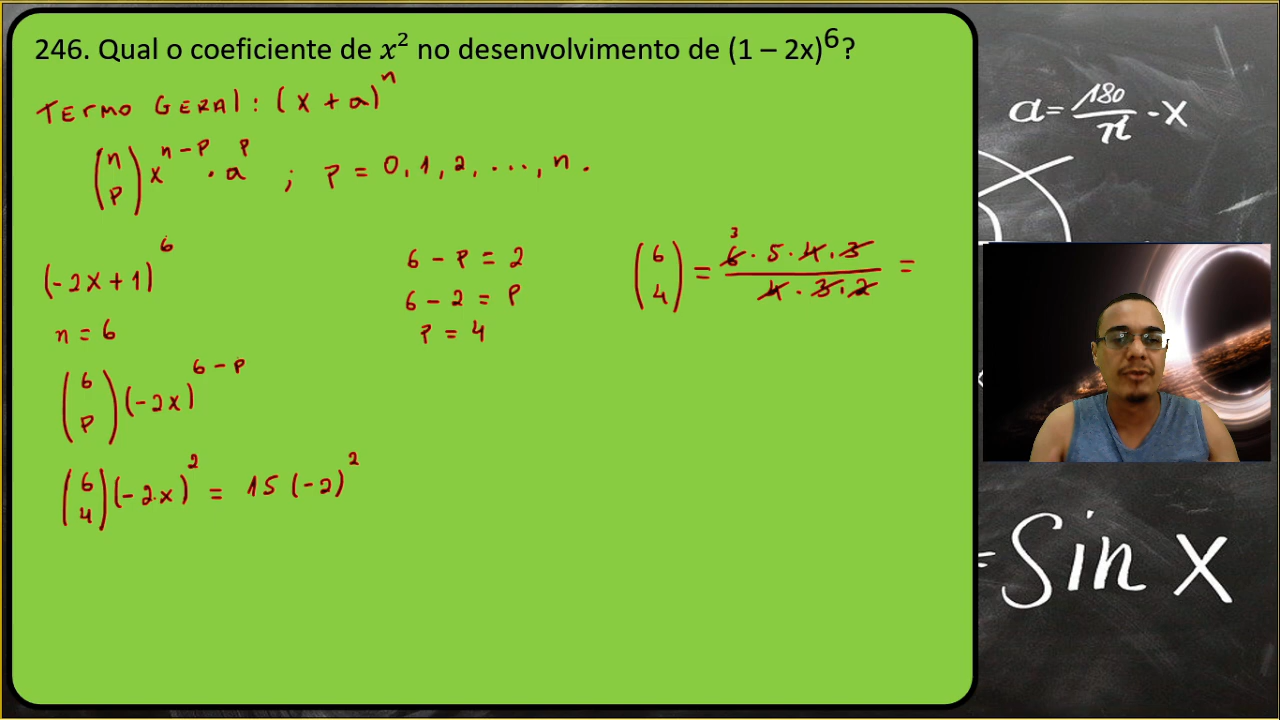 246. Qual o coeficiente de x² no desenvolvimento de (1 – 2x)⁶?
TERMO GERAL: (x + a)ⁿ
(n p) xⁿ⁻ᵖ · aᵖ ; P = 0, 1, 2, ..., n.
(-2x + 1)⁶
n = 6
(6 P) (-2x)⁶⁻ᵖ
(6 4) (-2x)² = 15 (-2)²
6 - P = 2
6 - 2 = P
P = 4
(6 4) = 6³ · 5 · 4 · 3 / 4 · 3 · 2 =
a = 180/π · x
= Sin x